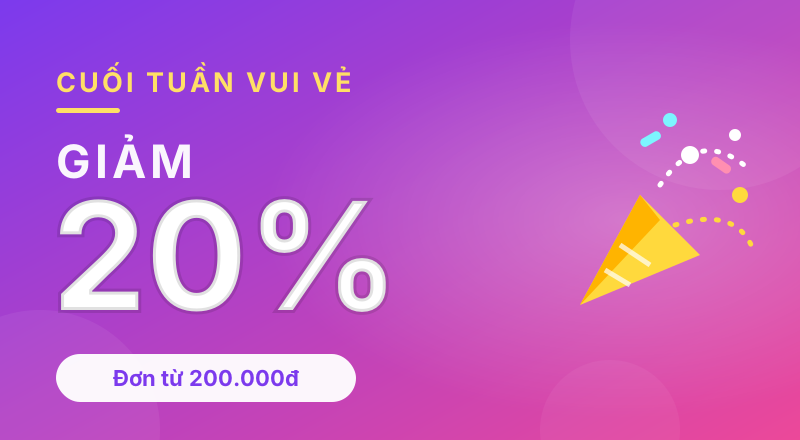 CUỐI TUẦN VUI VẺ
GIẢM
20%
Đơn từ 200.000đ